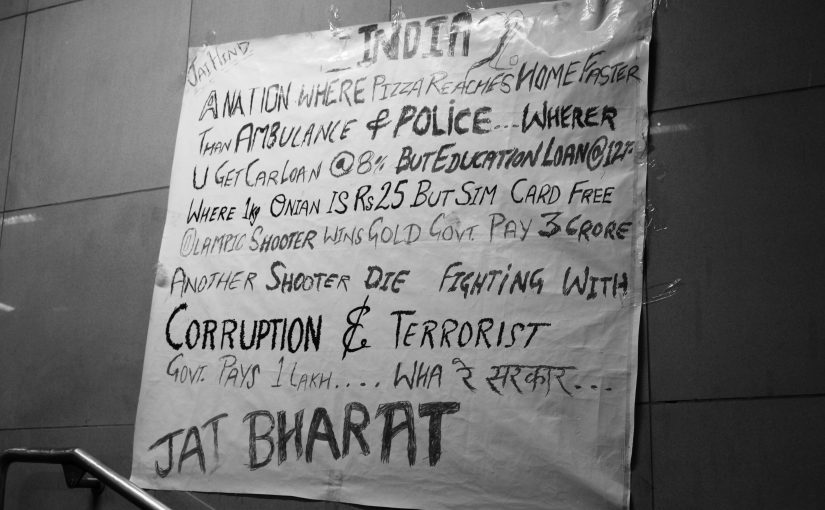 INDIA
JAI HIND
A NATION WHERE PIZZA REACHES HOME FASTER
THAN AMBULANCE & POLICE... WHERER
U GET CAR LOAN @ 8% BUT EDUCATION LOAN @ 12%
WHERE 1kg ONIAN IS Rs 25 BUT SIM CARD FREE
OLAMPIC SHOOTER WINS GOLD GOVT. PAY 3 CRORE
ANOTHER SHOOTER DIE FIGHTING WITH
CORRUPTION & TERRORIST
GOVT. PAYS 1 LAKH.... WHA रे सरकार...
JAI BHARAT